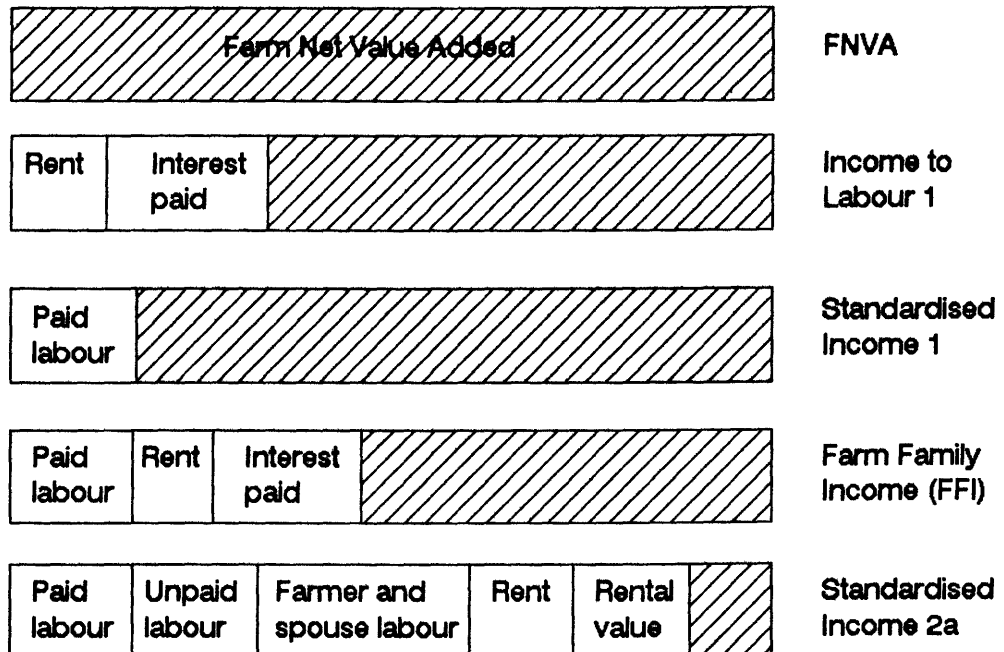 Farm Net Value Added
FNVA
Rent
Interest
paid
Income to
Labour 1
Paid
labour
Standardised
Income 1
Paid
labour
Rent
Interest
paid
Farm Family
Income (FFI)
Paid
labour
Unpaid
labour
Farmer and
spouse labour
Rent
Rental
value
Standardised
Income 2a